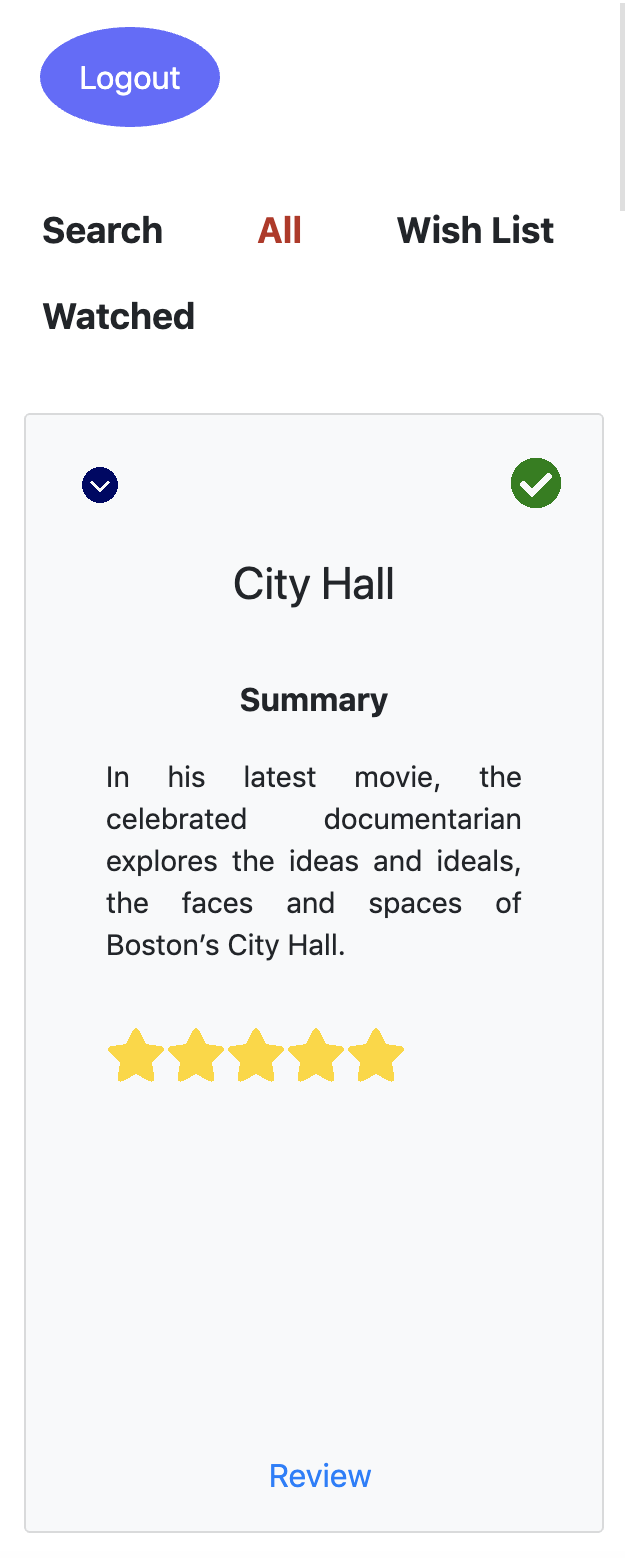 Logout
Search All Wish List
Watched
City Hall
Summary
In his latest movie, the
celebrated documentarian
explores the ideas and ideals,
the faces and spaces of
Boston’s City Hall.
Review